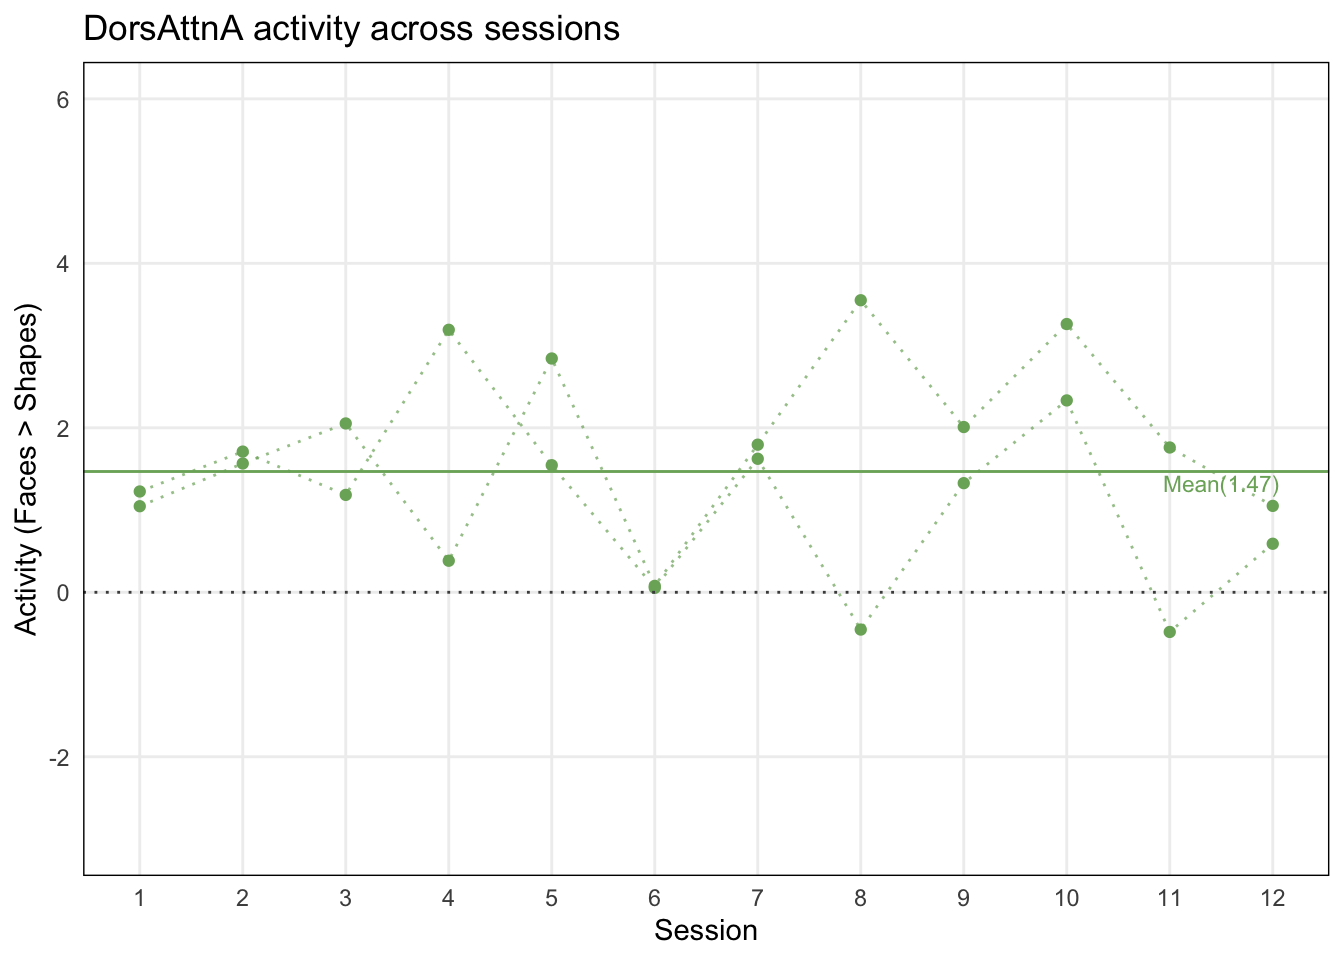 DorsAttnA activity across sessions
Activity (Faces > Shapes)
6
4
2
0
-2
Mean(1.47)
1 2 3 4 5 6 7 8 9 10 11 12
Session